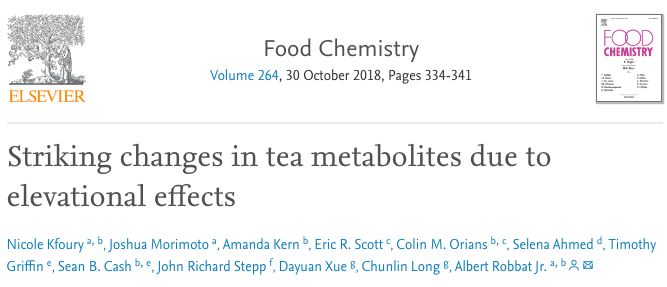 Food Chemistry
Volume 264, 30 October 2018, Pages 334-341
ELSEVIER
FOOD
CHEMISTRY
Striking changes in tea metabolites due to
elevational effects
Nicole Kfoury a, b, Joshua Morimoto a, Amanda Kern b, Eric R. Scott c, Colin M. Orians b, c, Selena Ahmed d, Timothy
Griffin e, Sean B. Cash b, e, John Richard Stepp f, Dayuan Xue g, Chunlin Long g, Albert Robbat Jr. a, b